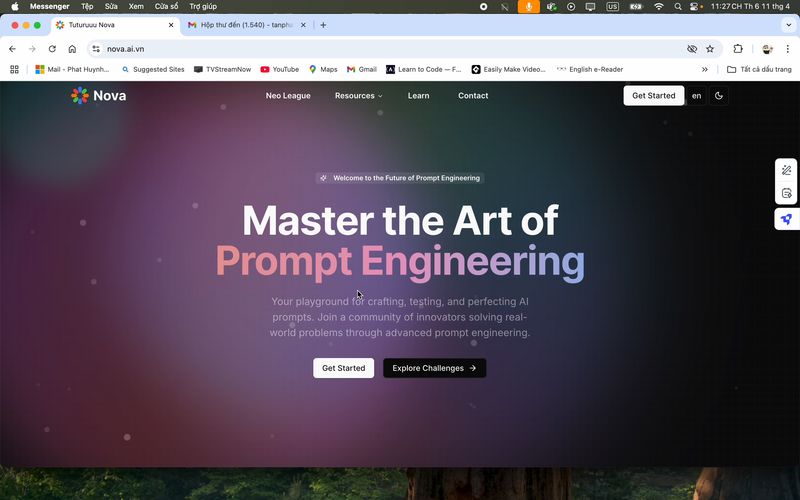 Messenger Tệp Sửa Xem Cửa sổ Trợ giúp US 11:27 CH Th 6 11 thg 4
Tuturuuu Nova Hộp thư đến (1.540) - tanphu
nova.ai.vn
Mail - Phat Huynh... Suggested Sites TVStreamNow YouTube Maps Gmail Learn to Code — F... Easily Make Video... English e-Reader Tất cả dấu trang
Nova Neo League Resources Learn Contact Get Started en
Welcome to the Future of Prompt Engineering
Master the Art of
Prompt Engineering
Your playground for crafting, testing, and perfecting AI
prompts. Join a community of innovators solving real-
world problems through advanced prompt engineering.
Get Started Explore Challenges